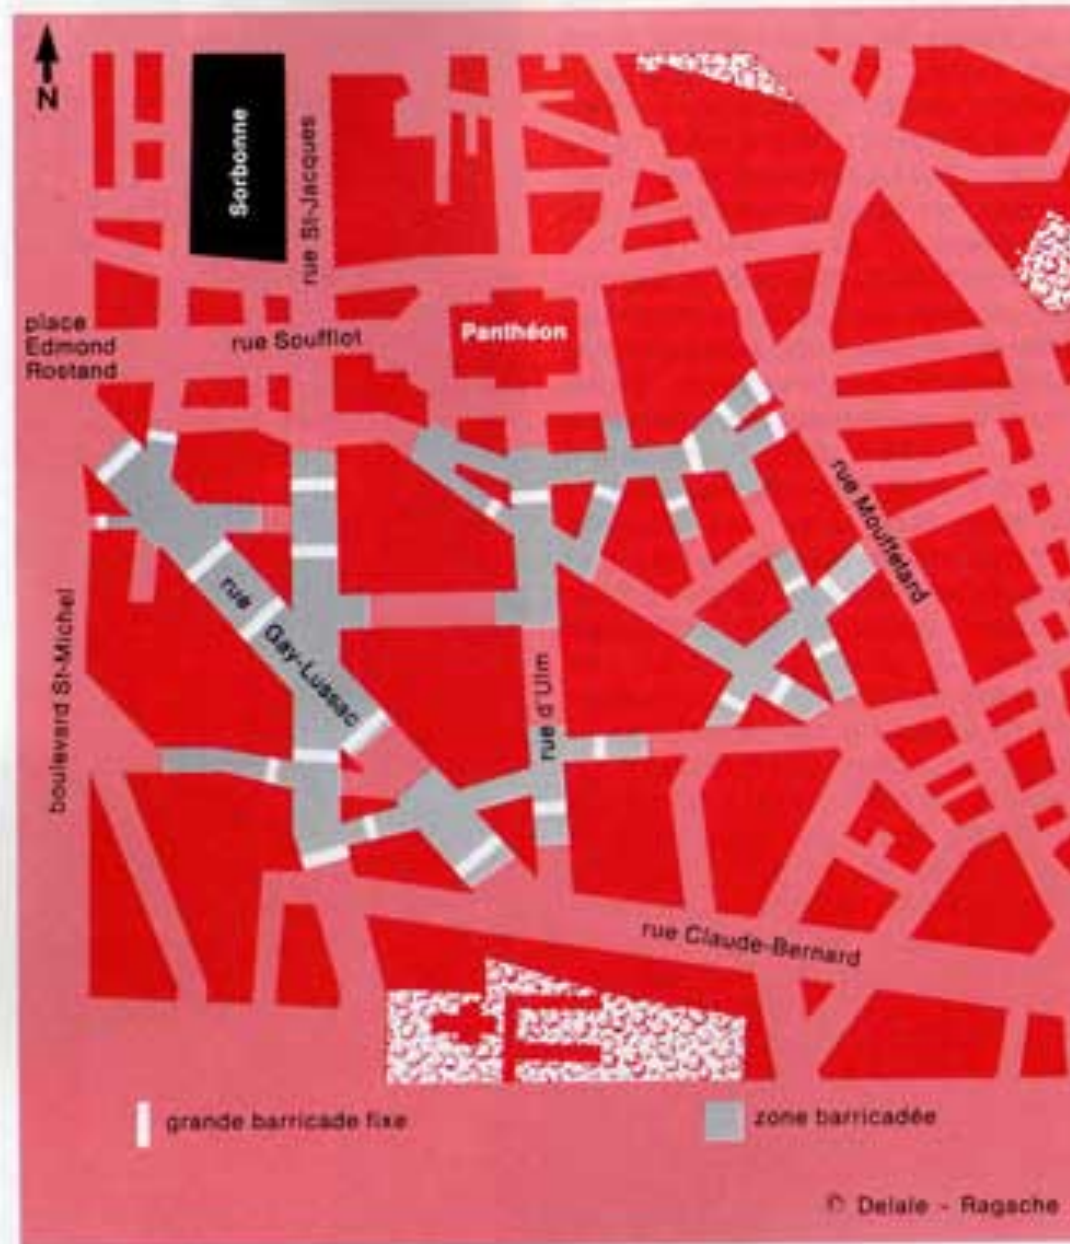 N
Sorbonne
rue St-Jacques
place
Edmond
Rostand
rue Soufflot
Panthéon
rue Mouffetard
rue
Gay-Lussac
boulevard St-Michel
rue d'Ulm
rue Claude-Bernard
grande barricade fixe
zone barricadée
© Delale - Ragache